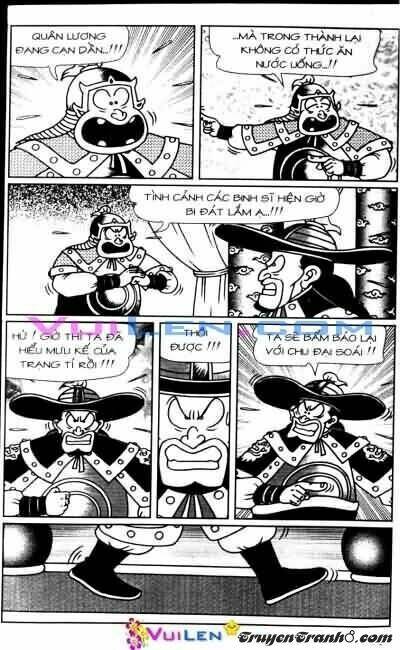 QUÂN LƯƠNG
ĐANG CẠN DẦN...!!!
...MÀ TRONG THÀNH LẠI
KHÔNG CÓ THỨC ĂN
NƯỚC UỐNG...!!
TÌNH CẢNH CÁC BINH SĨ HIỆN GIỜ
BI ĐÁT LẮM Ạ...!!!
HỪ ! GIỜ THÌ TA ĐÃ
HIỂU MƯU KẾ CỦA
TRẠNG TÍ RỒI !!!
THÔI
ĐƯỢC !!!
TA SẼ BẨM BÁO LẠI
VỚI CHU ĐẠI SOÁI !!
VUILEN.COM
VUILEN
TruyenTranh8.com